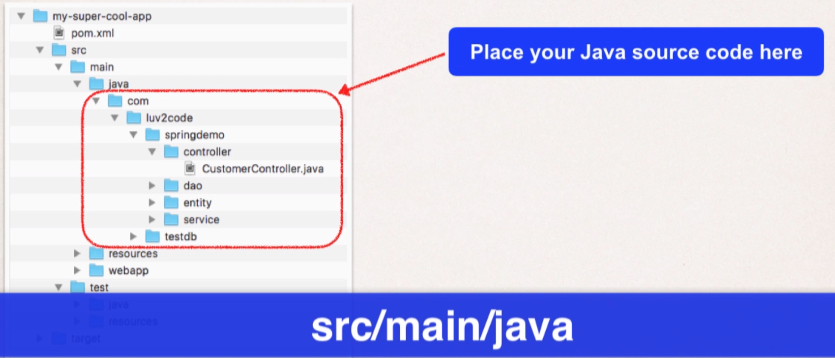 my-super-cool-app
pom.xml
src
main
java
com
luv2code
springdemo
controller
CustomerController.java
dao
entity
service
testdb
resources
webapp
test
java
resources
target
Place your Java source code here
src/main/java